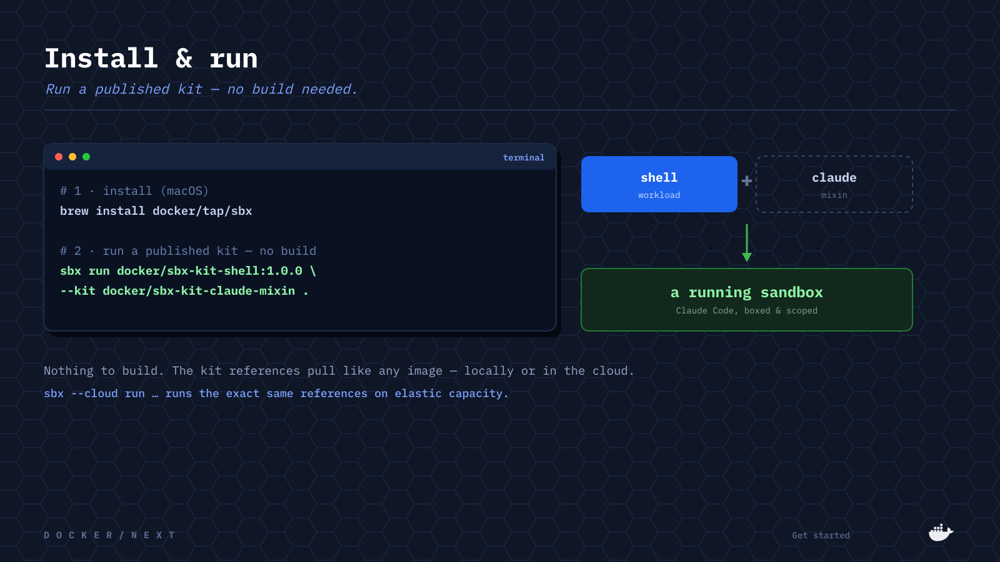 Install & run
Run a published kit — no build needed.
terminal
# 1 · install (macOS)
brew install docker/tap/sbx
# 2 · run a published kit — no build
sbx run docker/sbx-kit-shell:1.0.0 \
--kit docker/sbx-kit-claude-mixin .
shell
workload
+
claude
mixin
a running sandbox
Claude Code, boxed & scoped
Nothing to build. The kit references pull like any image — locally or in the cloud.
sbx --cloud run … runs the exact same references on elastic capacity.
DOCKER/NEXT
Get started